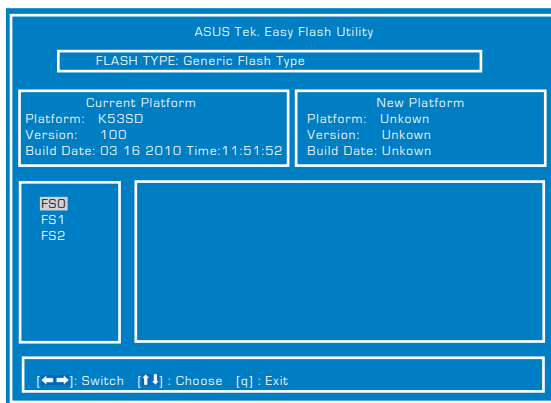 ASUS Tek. Easy Flash Utility
FLASH TYPE: Generic Flash Type
Current Platform
Platform: K53SD
Version: 100
Build Date: 03 16 2010 Time:11:51:52
New Platform
Platform: Unkown
Version: Unkown
Build Date: Unkown
FS0
FS1
FS2
[⬅➡]: Switch [⬆⬇] : Choose [q] : Exit